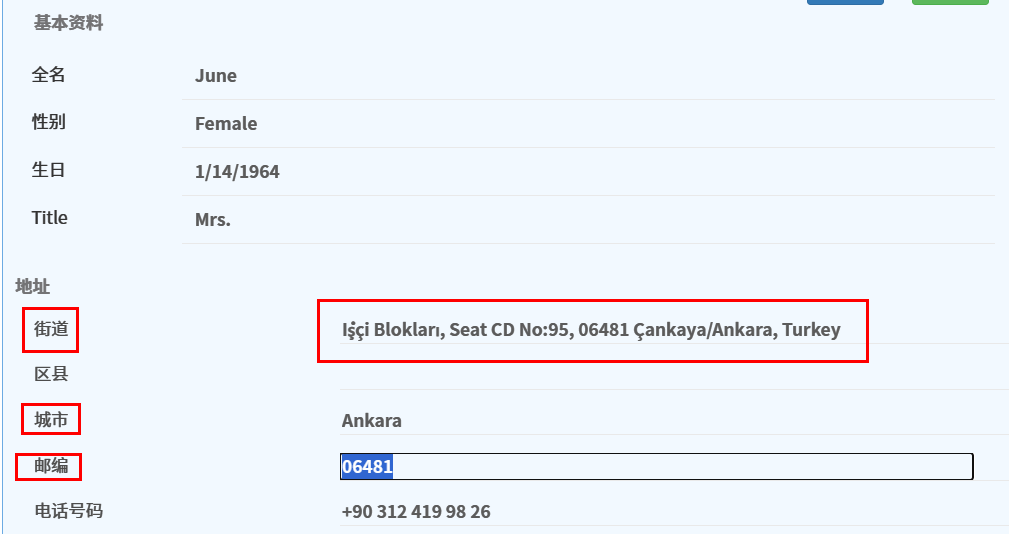 基本资料
全名 June
性别 Female
生日 1/14/1964
Title Mrs.
地址
街道 Işçi Blokları, Seat CD No:95, 06481 Çankaya/Ankara, Turkey
区县
城市 Ankara
邮编 06481
电话号码 +90 312 419 98 26